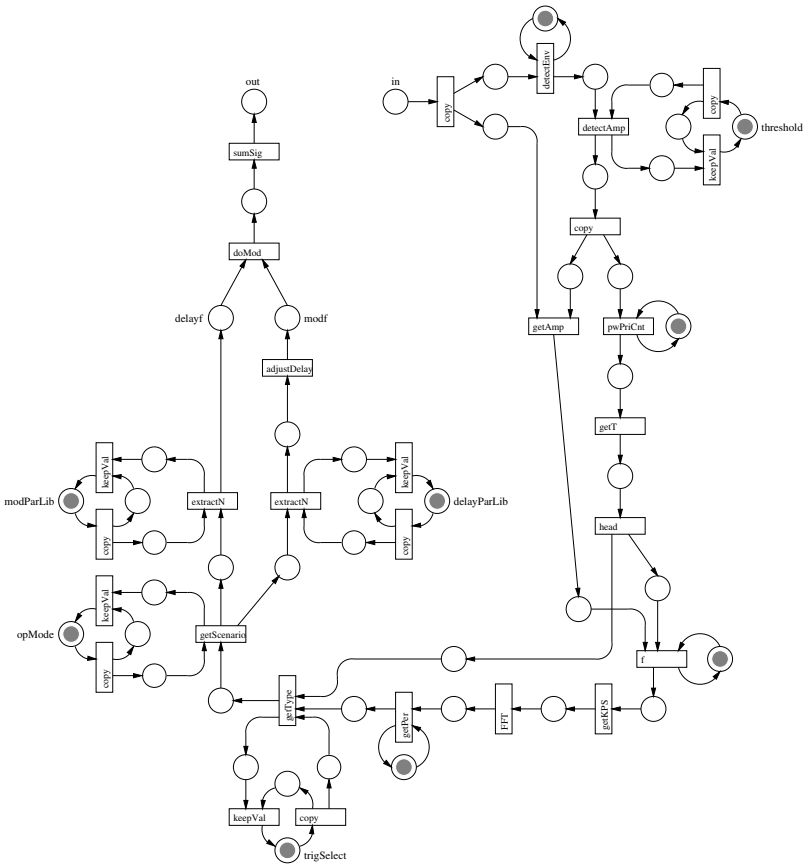 out
in
detectEnv
copy
copy
threshold
detectAmp
keepVal
sumSig
copy
doMod
delayf
modf
getAmp
pwPriCnt
adjustDelay
getT
keepVal
keepVal
modParLib
extractN
extractN
delayParLib
copy
copy
head
keepVal
opMode
getScenario
copy
f
getType
getPer
FFT
getKPS
keepVal
copy
trigSelect